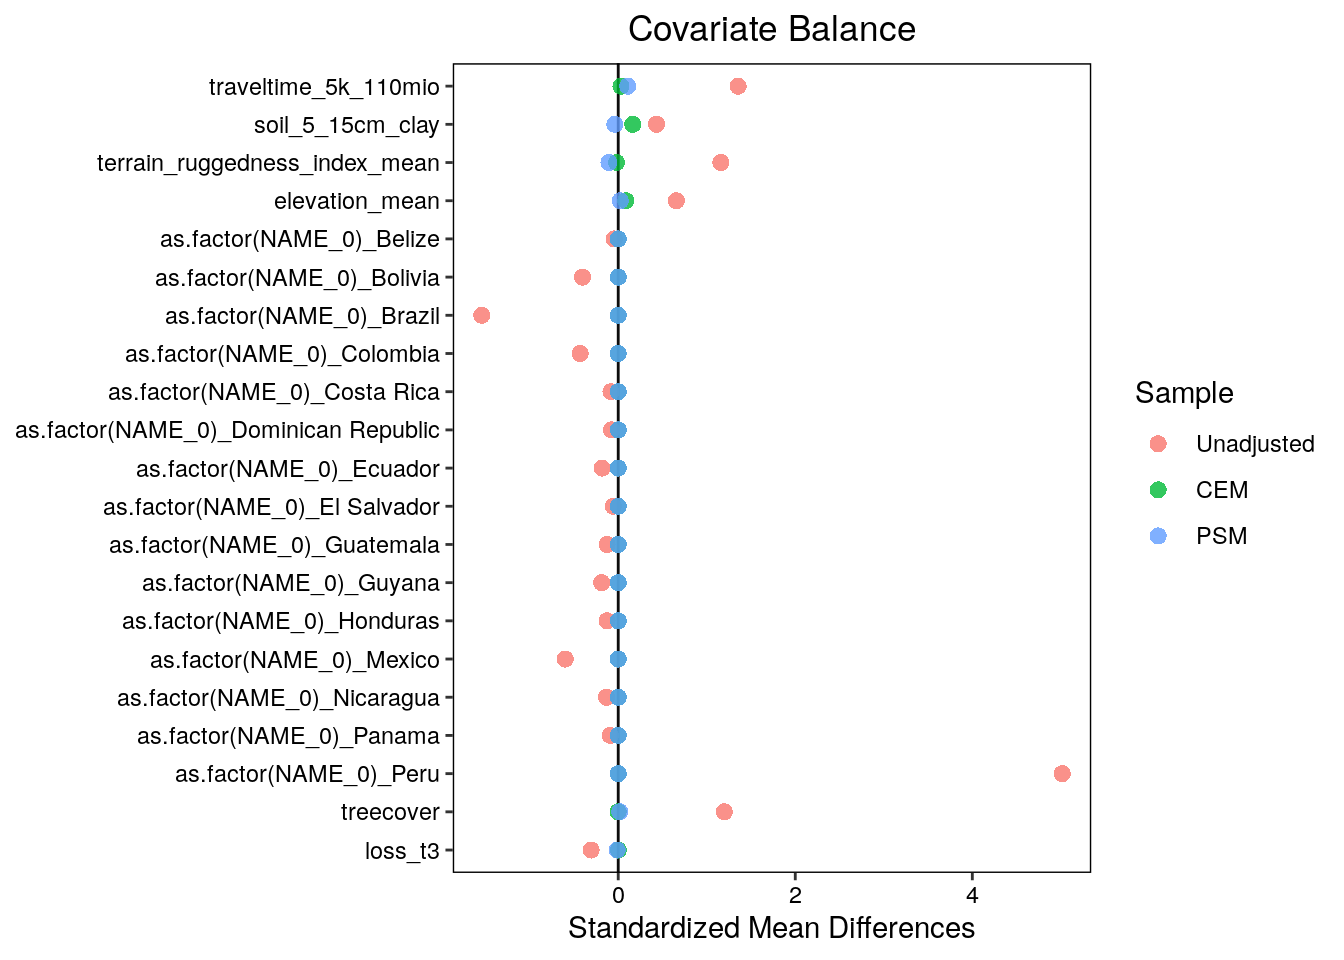 Covariate Balance
traveltime_5k_110mio
soil_5_15cm_clay
terrain_ruggedness_index_mean
elevation_mean
as.factor(NAME_0)_Belize
as.factor(NAME_0)_Bolivia
as.factor(NAME_0)_Brazil
as.factor(NAME_0)_Colombia
as.factor(NAME_0)_Costa Rica
as.factor(NAME_0)_Dominican Republic
as.factor(NAME_0)_Ecuador
as.factor(NAME_0)_El Salvador
as.factor(NAME_0)_Guatemala
as.factor(NAME_0)_Guyana
as.factor(NAME_0)_Honduras
as.factor(NAME_0)_Mexico
as.factor(NAME_0)_Nicaragua
as.factor(NAME_0)_Panama
as.factor(NAME_0)_Peru
treecover
loss_t3
0 2 4
Standardized Mean Differences
Sample
Unadjusted
CEM
PSM